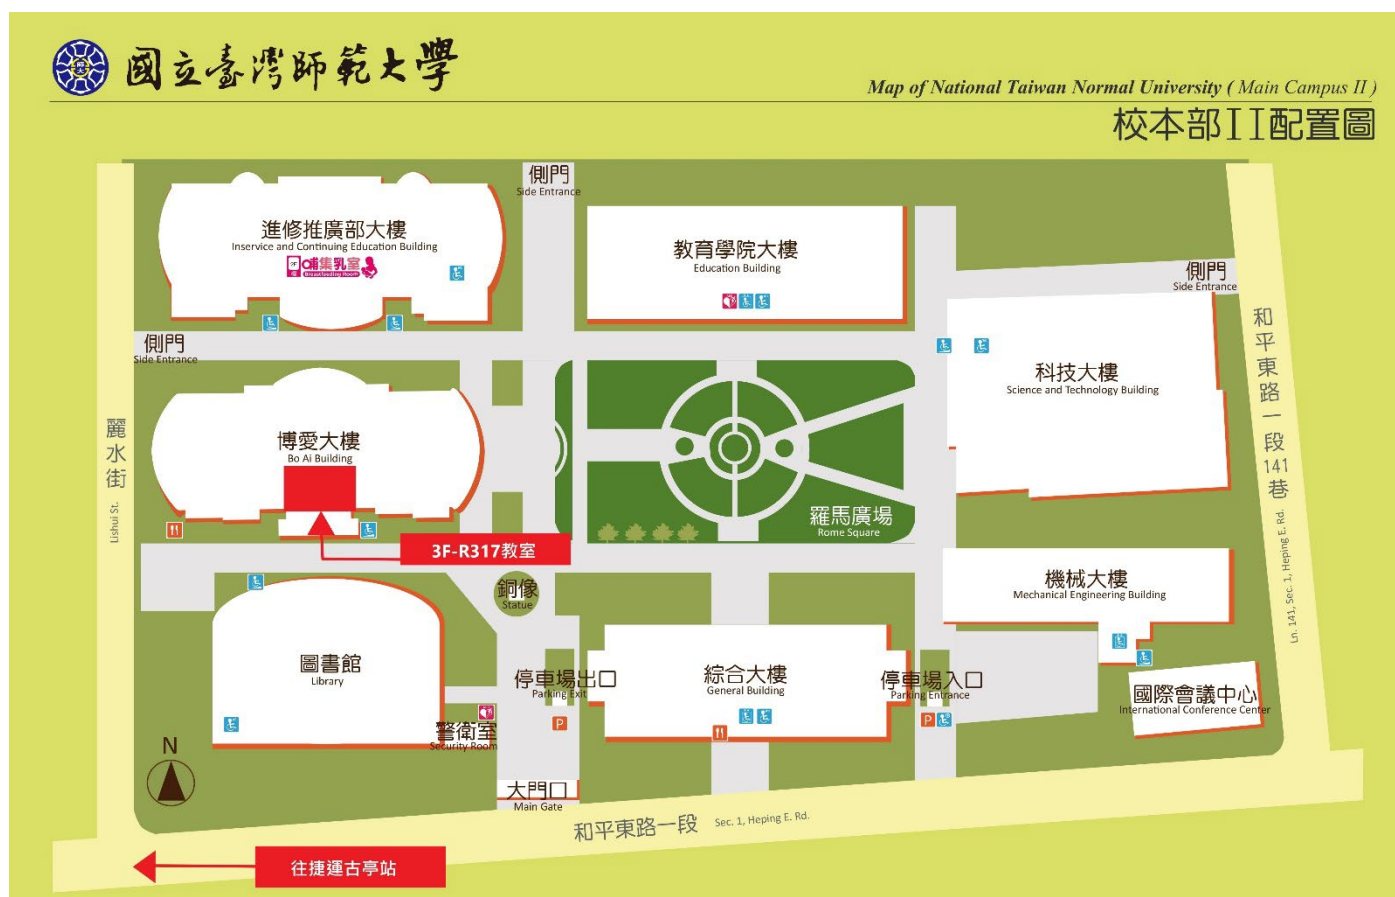 國立臺灣師範大學
Map of National Taiwan Normal University ( Main Campus II )
校本部II配置圖
側門
Side Entrance
進修推廣部大樓
Inservice and Continuing Education Building
哺集乳室
Breastfeeding Room
教育學院大樓
Education Building
側門
Side Entrance
側門
Side Entrance
科技大樓
Science and Technology Building
和平東路一段141巷
Ln. 141, Sec. 1, Heping E. Rd.
麗水街
Lishui St.
博愛大樓
Bo Ai Building
羅馬廣場
Rome Square
3F-R317教室
銅像
Statue
機械大樓
Mechanical Engineering Building
圖書館
Library
停車場出口
Parking Exit
P
綜合大樓
General Building
停車場入口
Parking Entrance
P
國際會議中心
International Conference Center
警衛室
Security Room
N
大門口
Main Gate
和平東路一段 Sec. 1, Heping E. Rd.
往捷運古亭站